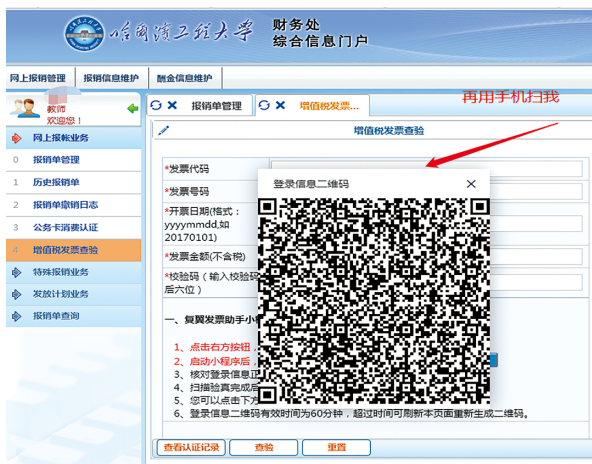 哈尔滨工程大学
财务处
综合信息门户
网上报销管理 报销信息维护 酬金信息维护
教师
欢迎您！
报销单管理 增值税发票...
再用手机扫我
网上报帐业务
0 报销单管理
1 历史报销单
2 报销单撤销日志
3 公务卡消费认证
4 增值税发票查验
特殊报销业务
发放计划业务
报销单查询
增值税发票查验
*发票代码
*发票号码
*开票日期(格式：
yyyymmdd,如
20170101)
*发票金额(不含税)
*校验码（输入校验码
后六位）
登录信息二维码
一、复翼发票助手小
1、点击右方按钮
2、启动小程序后
3、核对登录信息
4、扫描验真完成后
5、您可以点击下方
6、登录信息二维码有效时间为60分钟，超过时间可刷新本页面重新生成二维码。
查看认证记录 查验 重置